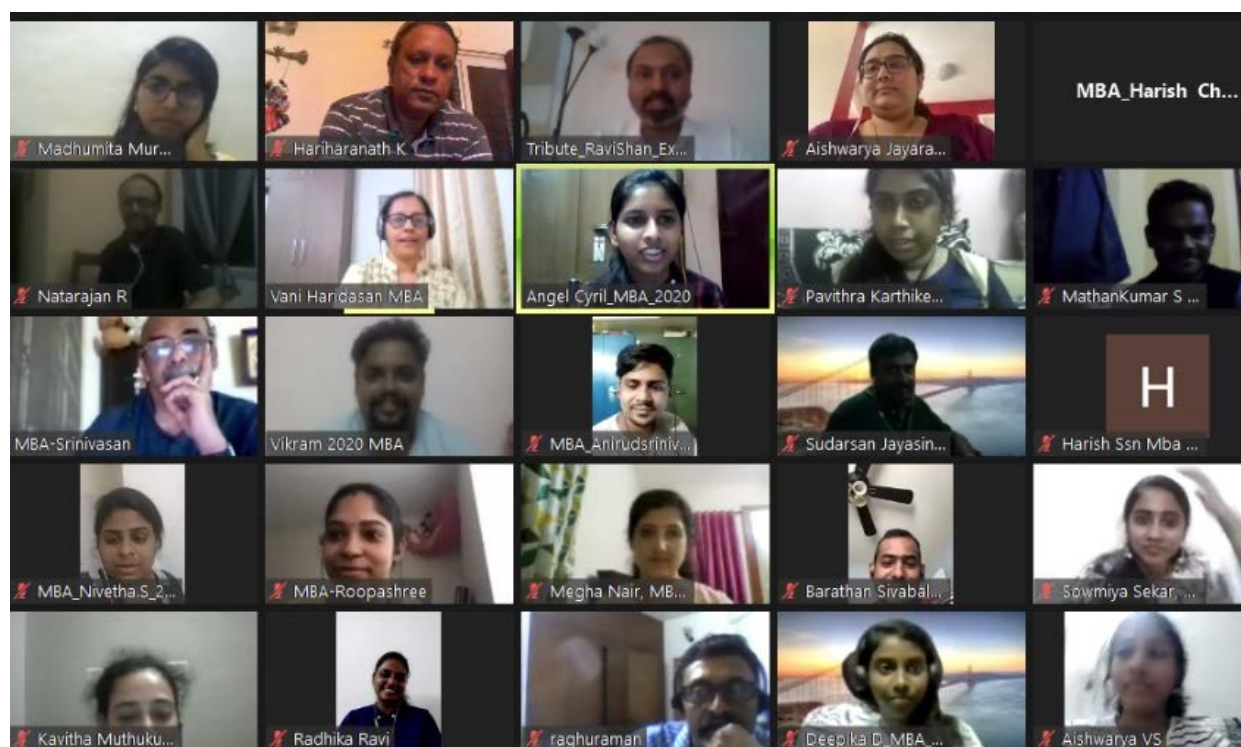 Madhumita Mur...
Hariharanath K
Tribute_RaviShan_Ex...
Aishwarya Jayara...
MBA_Harish Ch...
Natarajan R
Vani Haridasan MBA
Angel Cyril_MBA_2020
Pavithra Karthike...
MathanKumar S ...
MBA-Srinivasan
Vikram 2020 MBA
MBA_Anirudsriniv...
Sudarsan Jayasin...
H
Harish Ssn Mba ...
MBA_Nivetha.S_2...
MBA-Roopashree
Megha Nair, MB...
Barathan Sivabal...
Sowmiya Sekar, ...
Kavitha Muthuku...
Radhika Ravi
raghuraman
Deepika D_MBA_...
Aishwarya VS